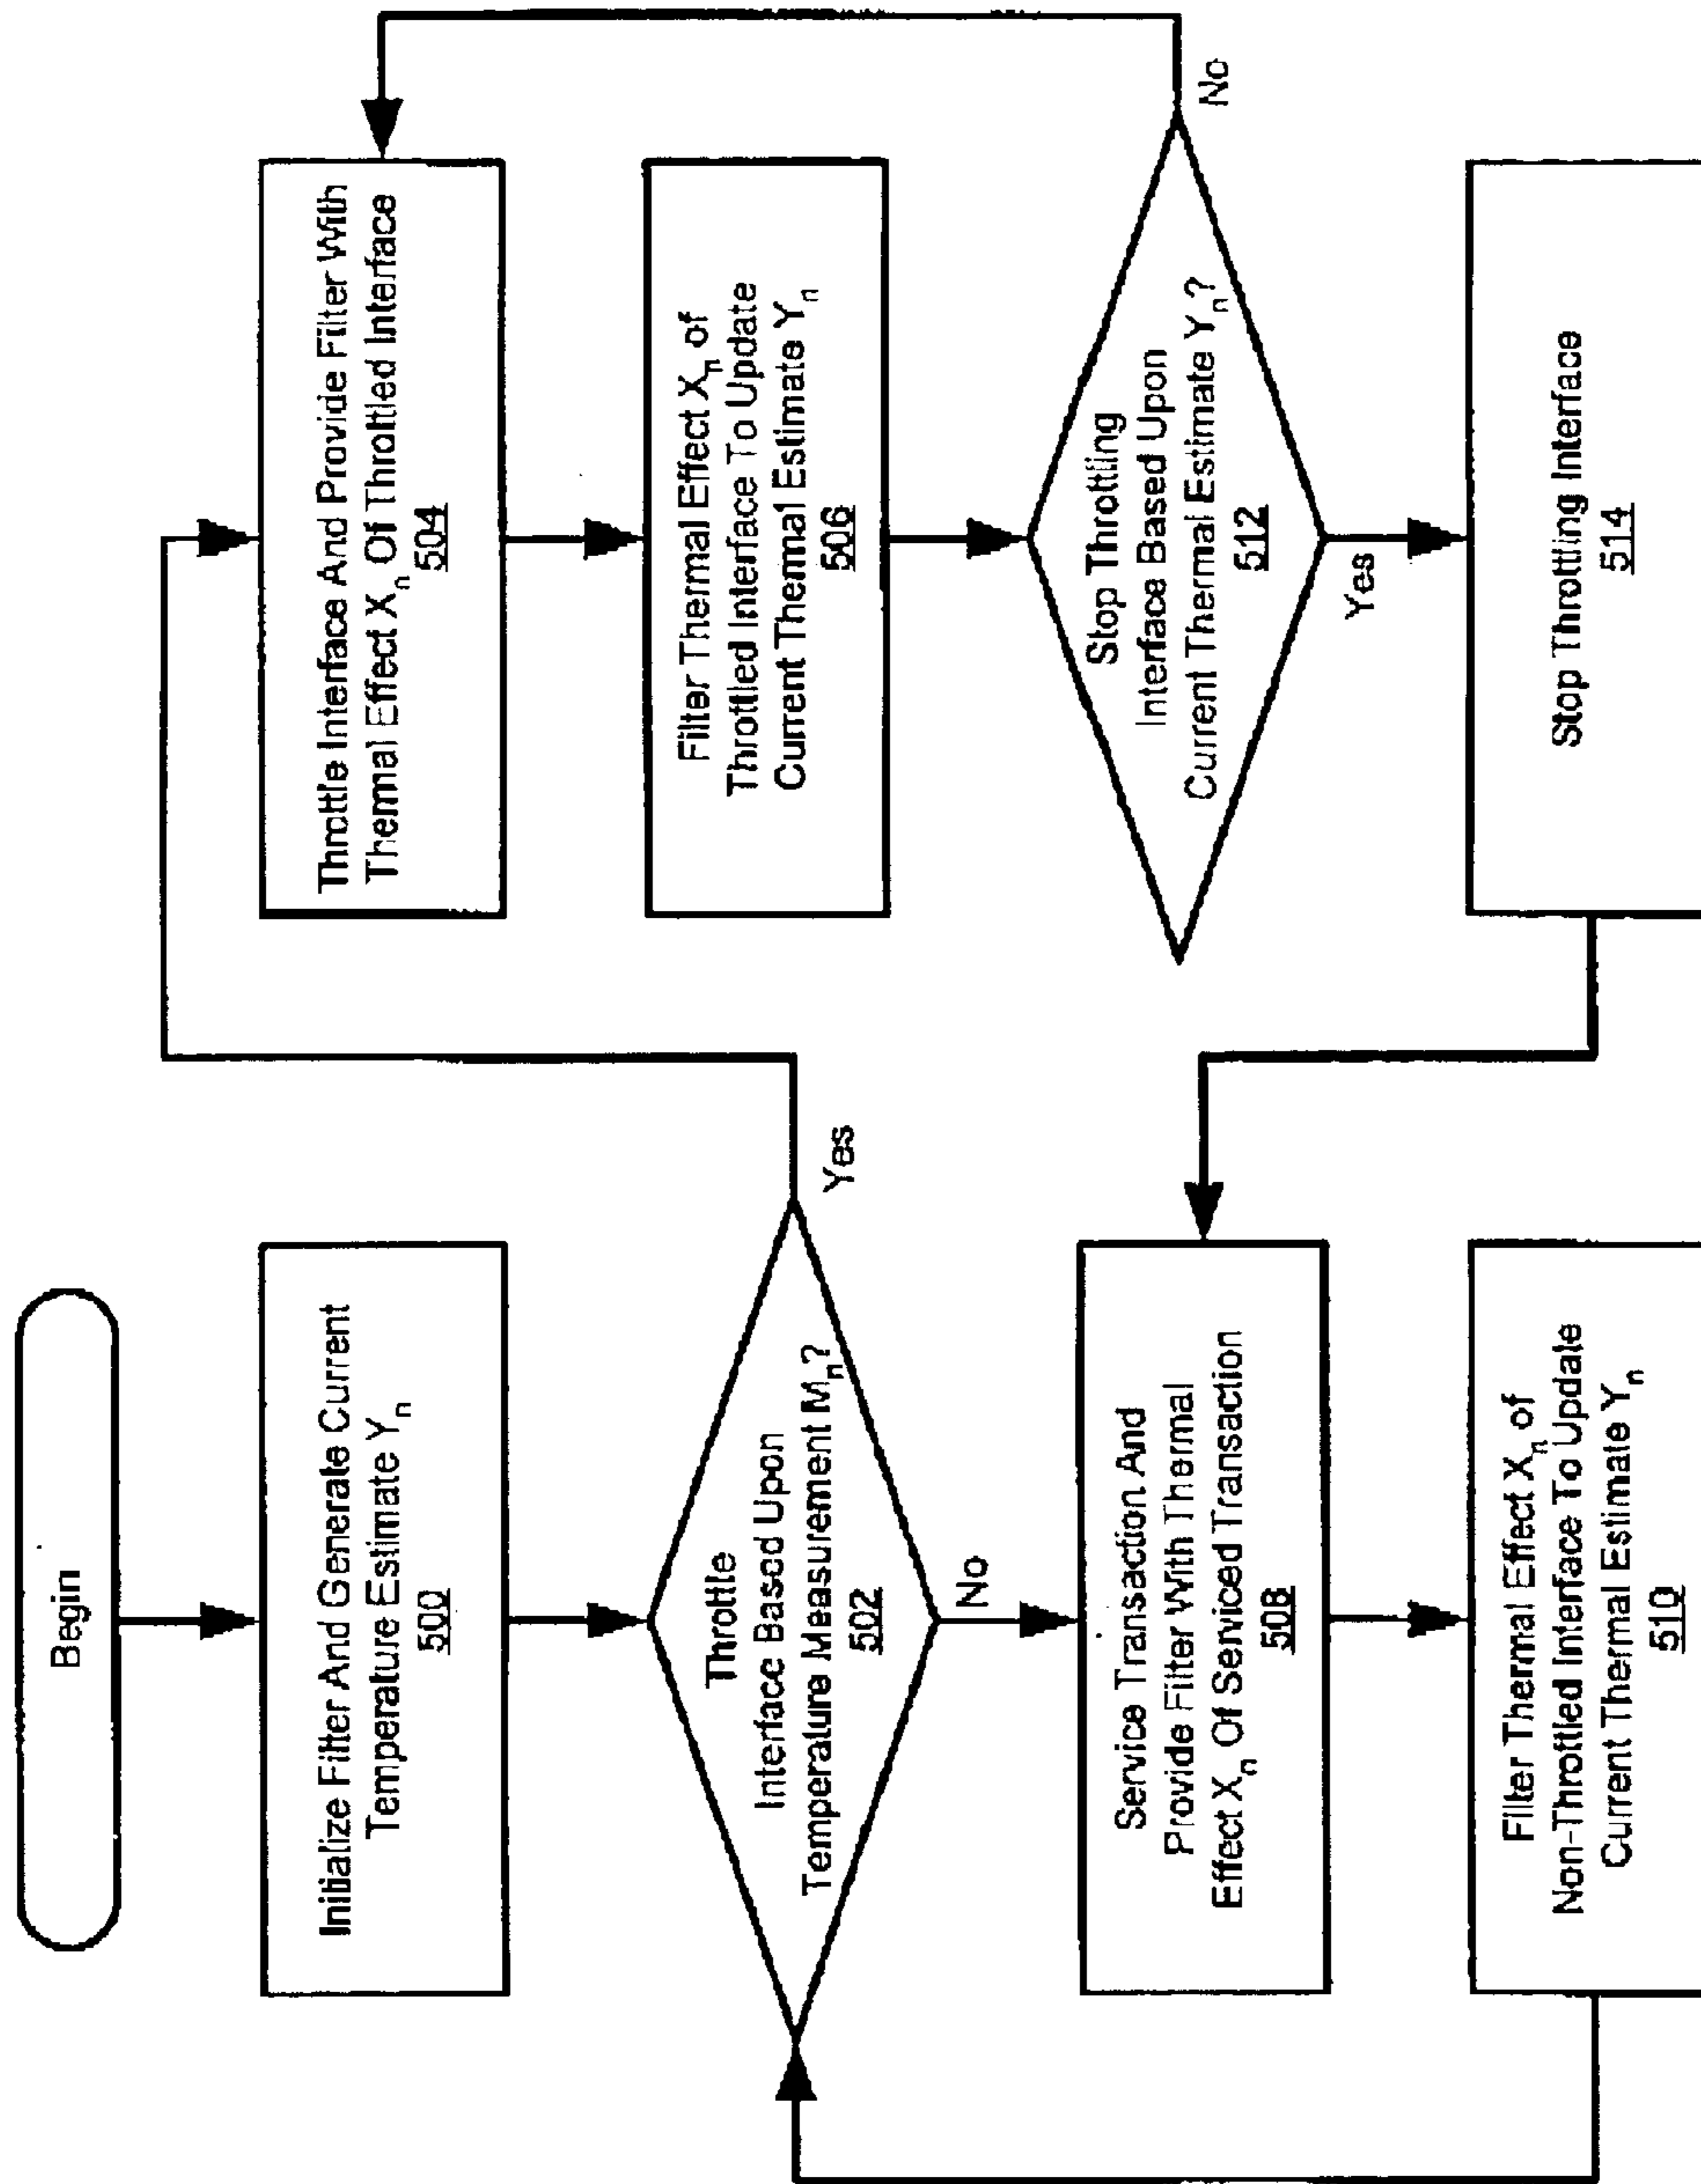 Begin
Initialize Filter And Generate Current
Temperature Estimate Yn
500
Throttle
Interface Based Upon
Temperature Measurement Mn?
502
Yes
No
Service Transaction And
Provide Filter With Thermal
Effect Xn Of Serviced Transaction
508
Filter Thermal Effect Xn of
Non-Throttled Interface To Update
Current Thermal Estimate Yn
510
Throttle Interface And Provide Filter With
Thermal Effect Xn Of Throttled Interface
504
Filter Thermal Effect Xn of
Throttled Interface To Update
Current Thermal Estimate Yn
506
Stop Throttling
Interface Based Upon
Current Thermal Estimate Yn?
512
No
Yes
Stop Throttling Interface
514